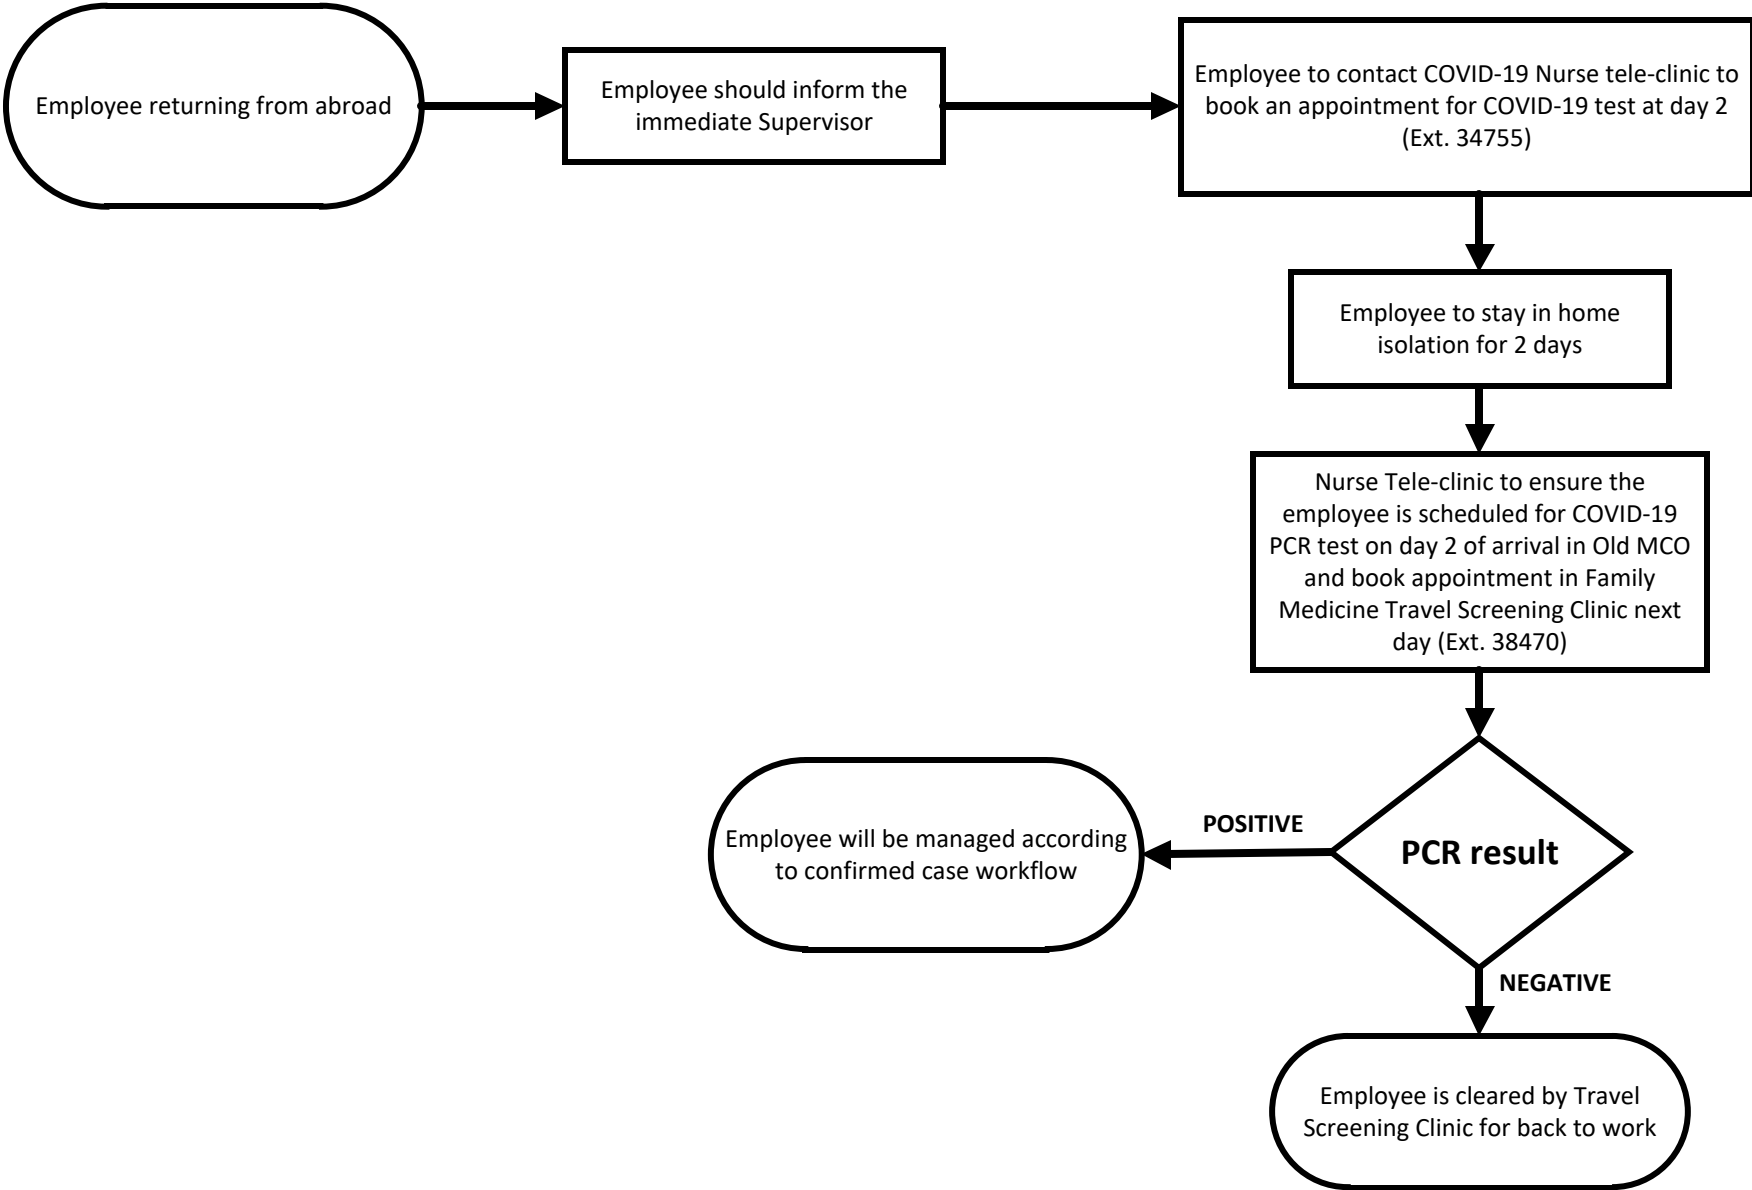 Employee returning from abroad
Employee should inform the
immediate Supervisor
Employee to contact COVID-19 Nurse tele-clinic to
book an appointment for COVID-19 test at day 2
(Ext. 34755)
Employee to stay in home
isolation for 2 days
Nurse Tele-clinic to ensure the
employee is scheduled for COVID-19
PCR test on day 2 of arrival in Old MCO
and book appointment in Family
Medicine Travel Screening Clinic next
day (Ext. 38470)
PCR result
POSITIVE
Employee will be managed according
to confirmed case workflow
NEGATIVE
Employee is cleared by Travel
Screening Clinic for back to work